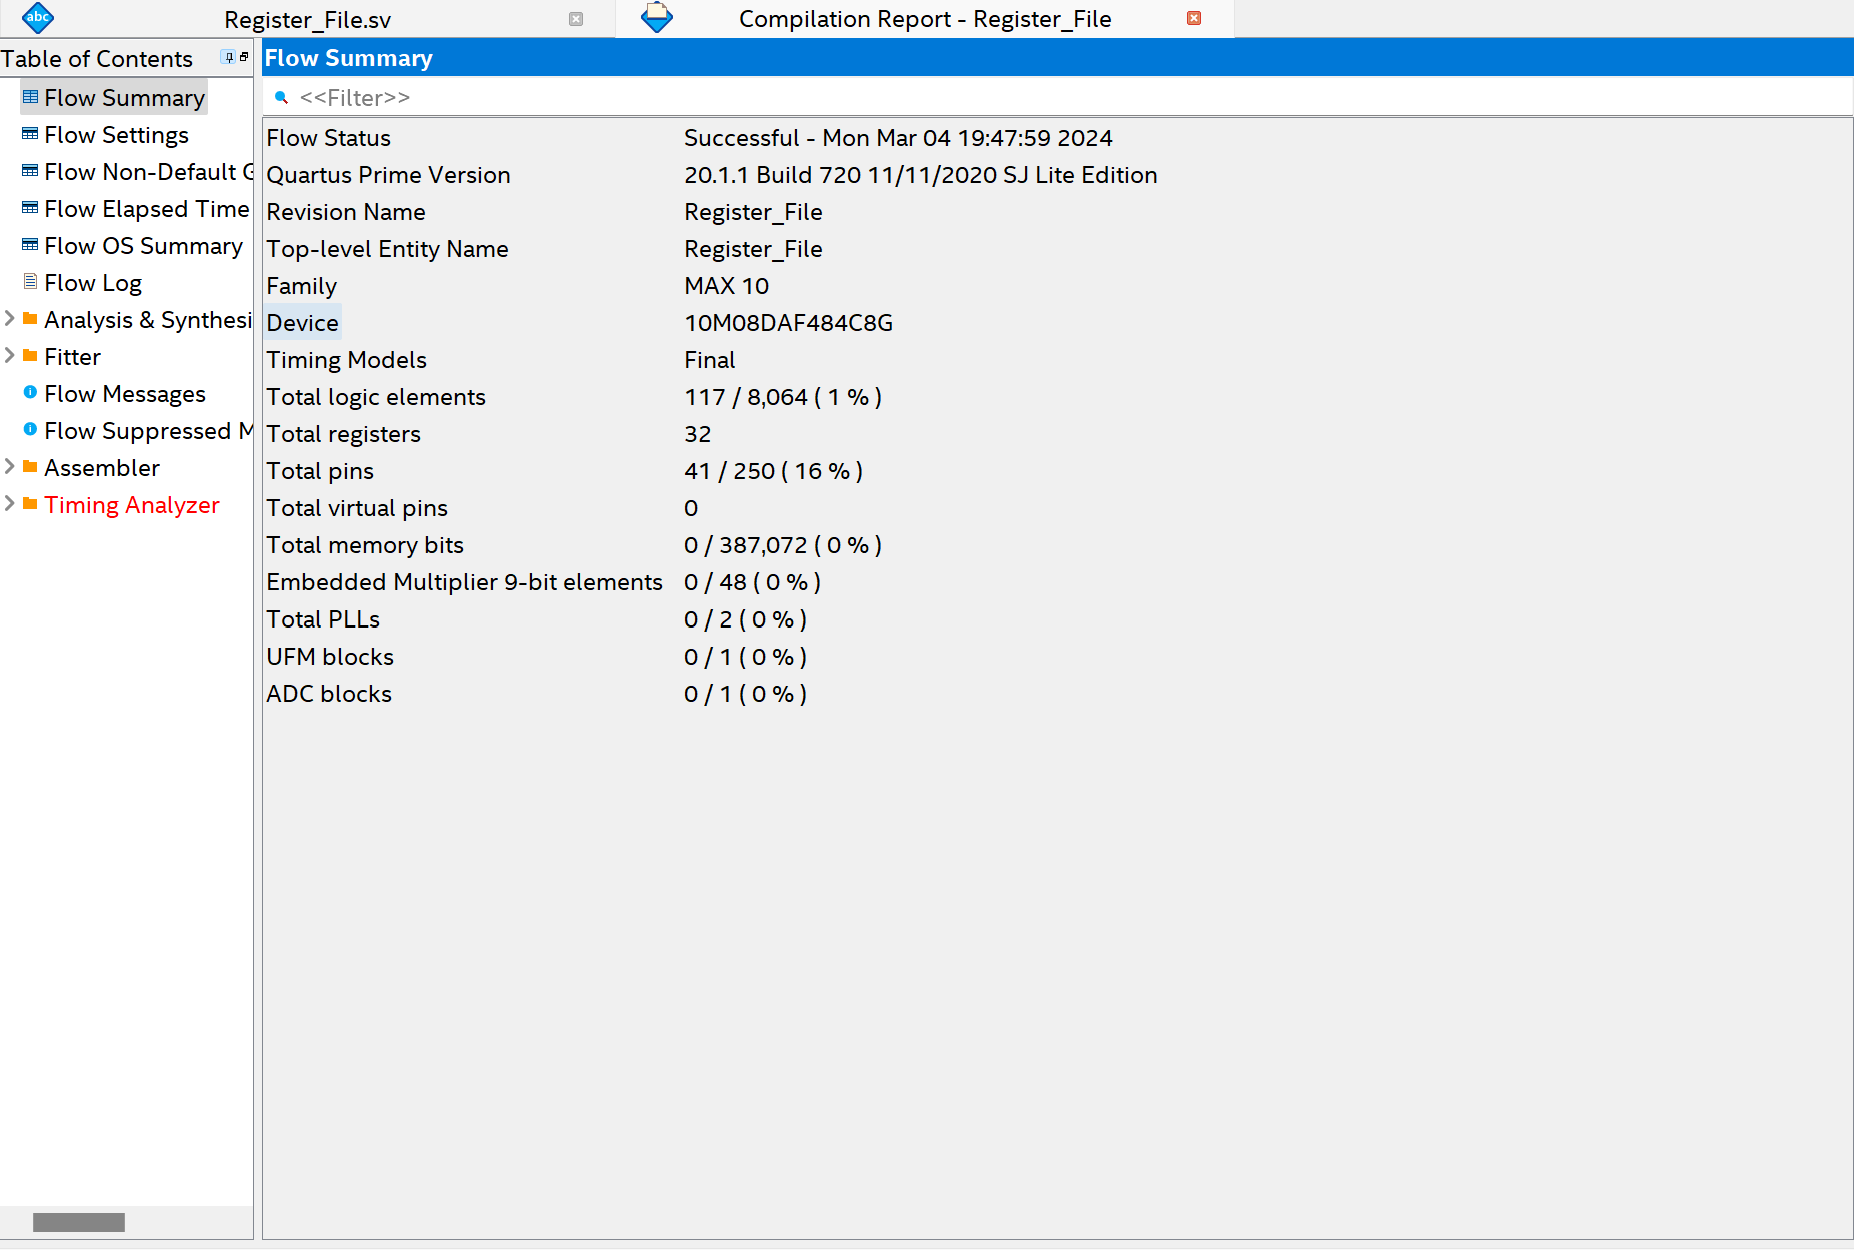 abc Register_File.sv
Compilation Report - Register_File
Table of Contents
Flow Summary
Flow Settings
Flow Non-Default G
Flow Elapsed Time
Flow OS Summary
Flow Log
Analysis & Synthesi
Fitter
Flow Messages
Flow Suppressed M
Assembler
Timing Analyzer
Flow Summary
<<Filter>>
Flow Status Successful - Mon Mar 04 19:47:59 2024
Quartus Prime Version 20.1.1 Build 720 11/11/2020 SJ Lite Edition
Revision Name Register_File
Top-level Entity Name Register_File
Family MAX 10
Device 10M08DAF484C8G
Timing Models Final
Total logic elements 117 / 8,064 ( 1 % )
Total registers 32
Total pins 41 / 250 ( 16 % )
Total virtual pins 0
Total memory bits 0 / 387,072 ( 0 % )
Embedded Multiplier 9-bit elements 0 / 48 ( 0 % )
Total PLLs 0 / 2 ( 0 % )
UFM blocks 0 / 1 ( 0 % )
ADC blocks 0 / 1 ( 0 % )